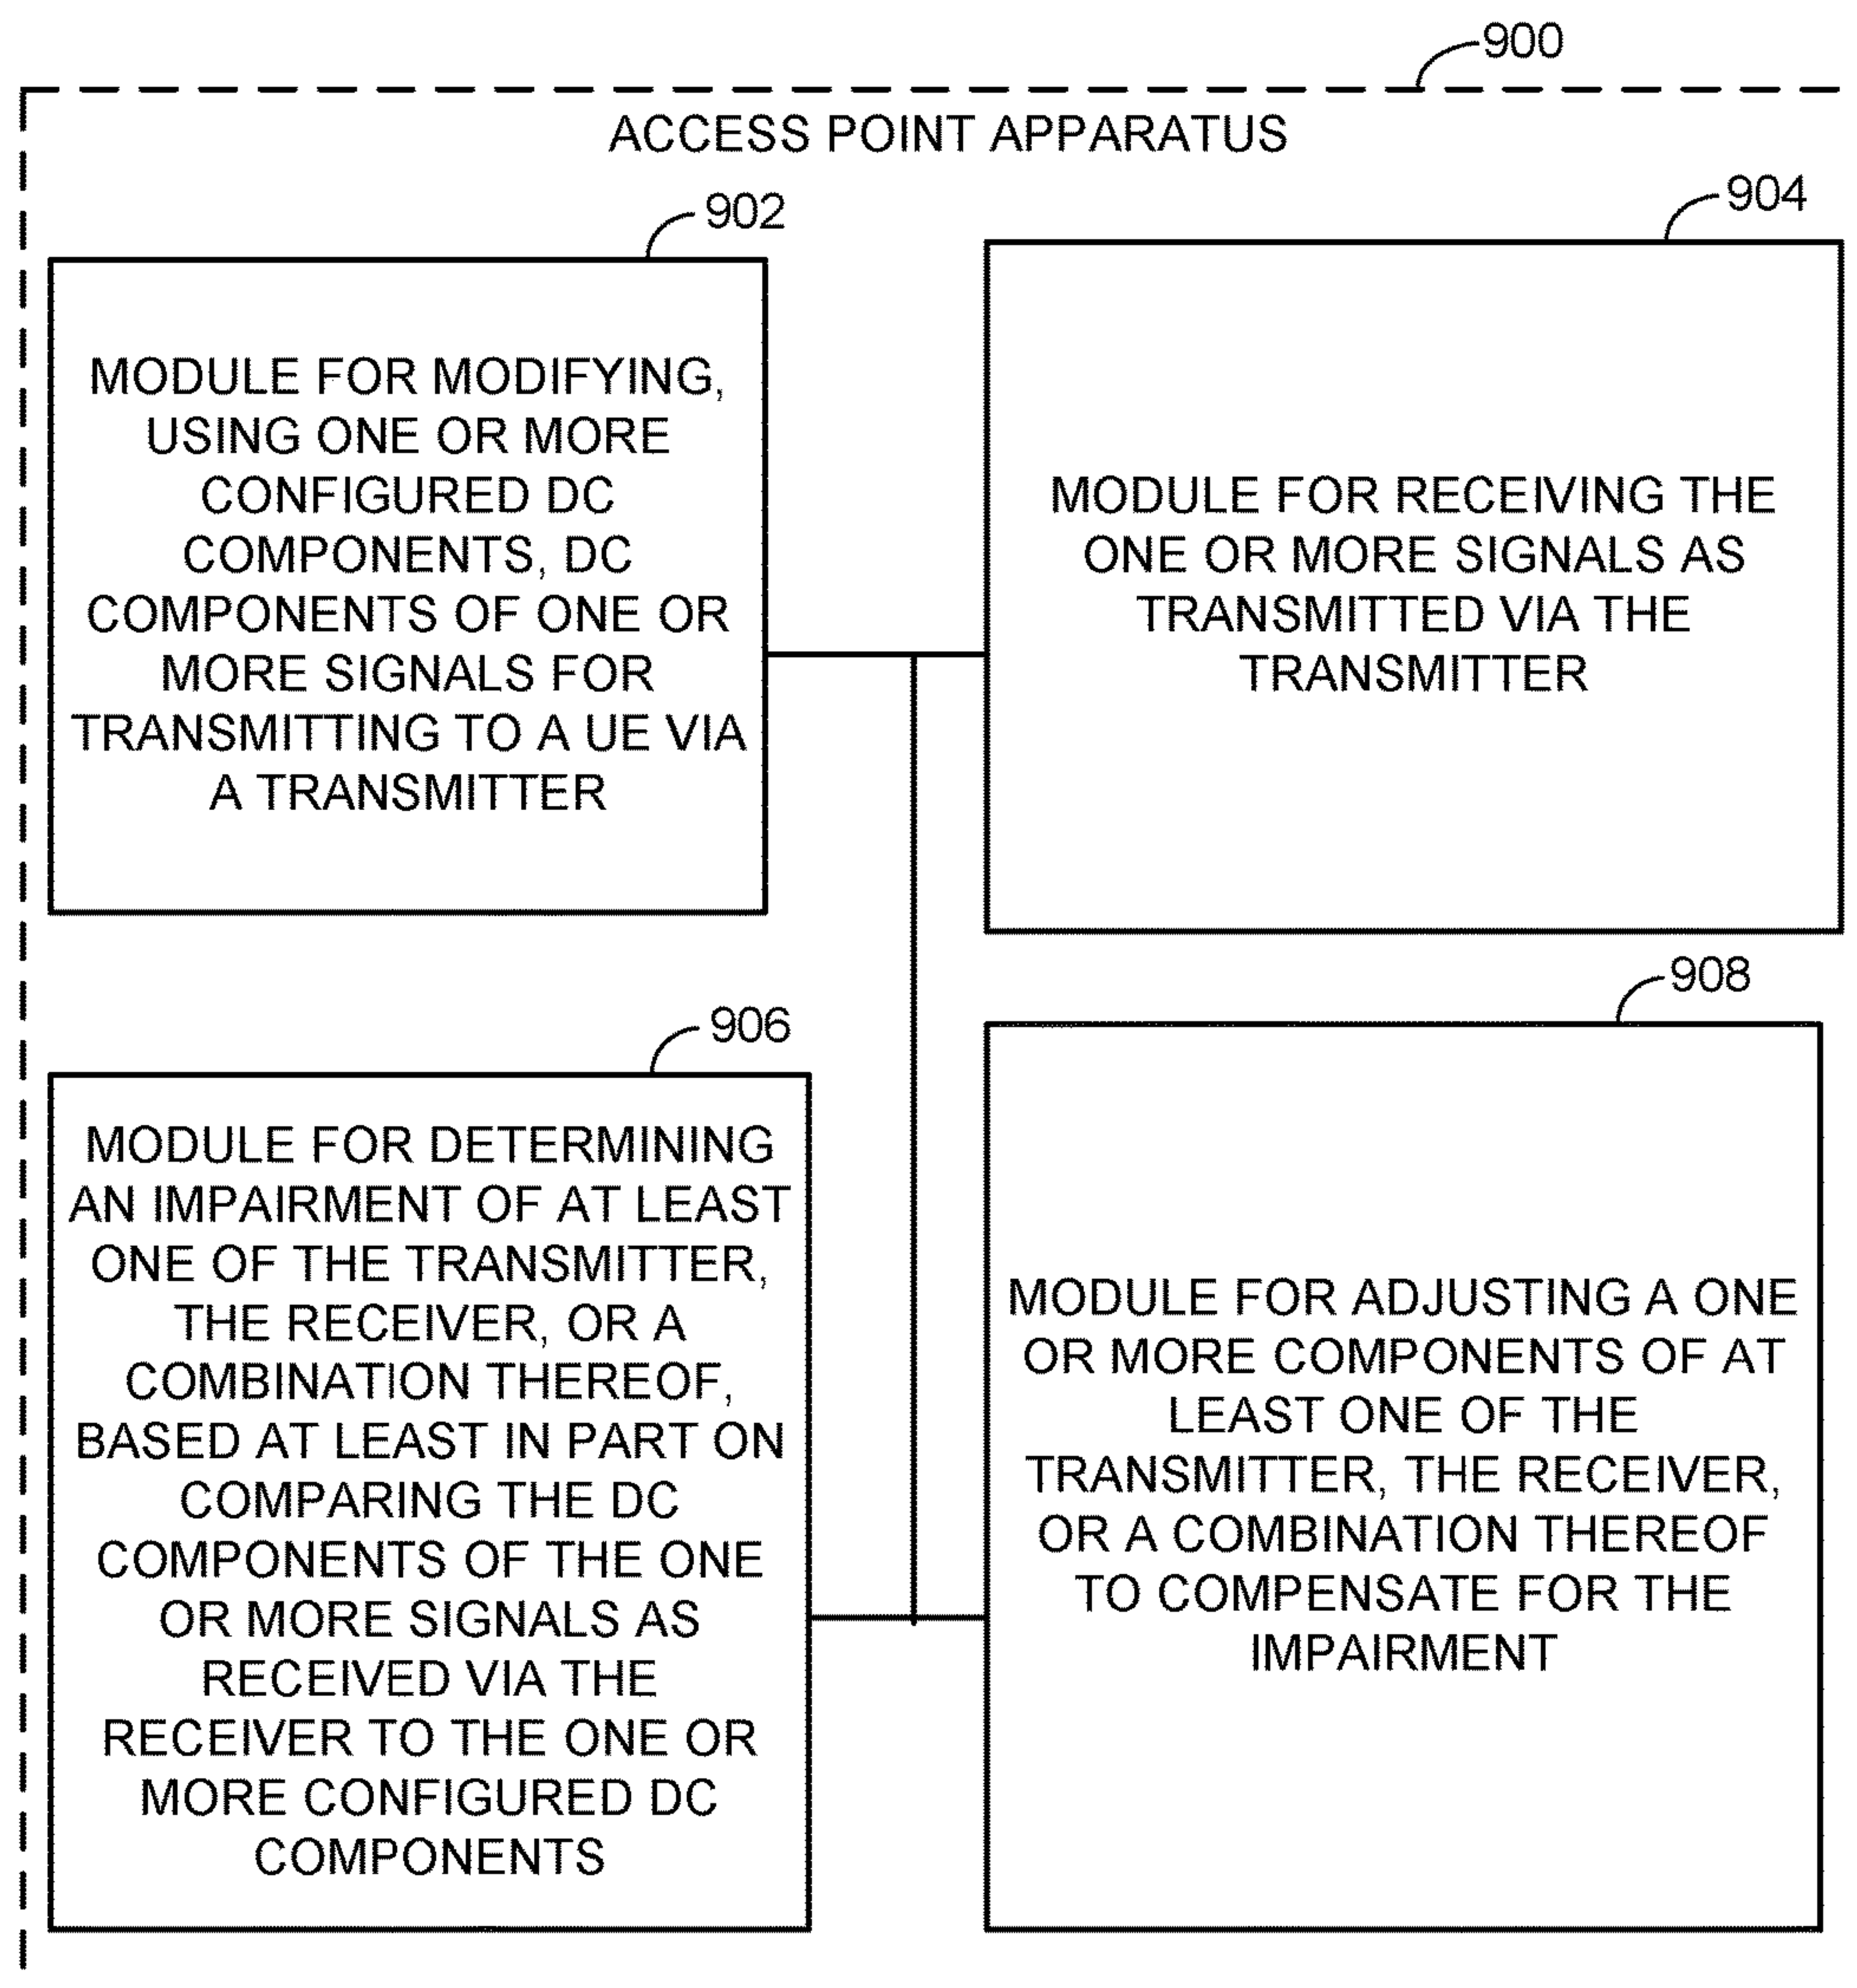 900
ACCESS POINT APPARATUS
902
MODULE FOR MODIFYING,
USING ONE OR MORE
CONFIGURED DC
COMPONENTS, DC
COMPONENTS OF ONE OR
MORE SIGNALS FOR
TRANSMITTING TO A UE VIA
A TRANSMITTER
904
MODULE FOR RECEIVING THE
ONE OR MORE SIGNALS AS
TRANSMITTED VIA THE
TRANSMITTER
906
MODULE FOR DETERMINING
AN IMPAIRMENT OF AT LEAST
ONE OF THE TRANSMITTER,
THE RECEIVER, OR A
COMBINATION THEREOF,
BASED AT LEAST IN PART ON
COMPARING THE DC
COMPONENTS OF THE ONE
OR MORE SIGNALS AS
RECEIVED VIA THE
RECEIVER TO THE ONE OR
MORE CONFIGURED DC
COMPONENTS
908
MODULE FOR ADJUSTING A ONE
OR MORE COMPONENTS OF AT
LEAST ONE OF THE
TRANSMITTER, THE RECEIVER,
OR A COMBINATION THEREOF
TO COMPENSATE FOR THE
IMPAIRMENT